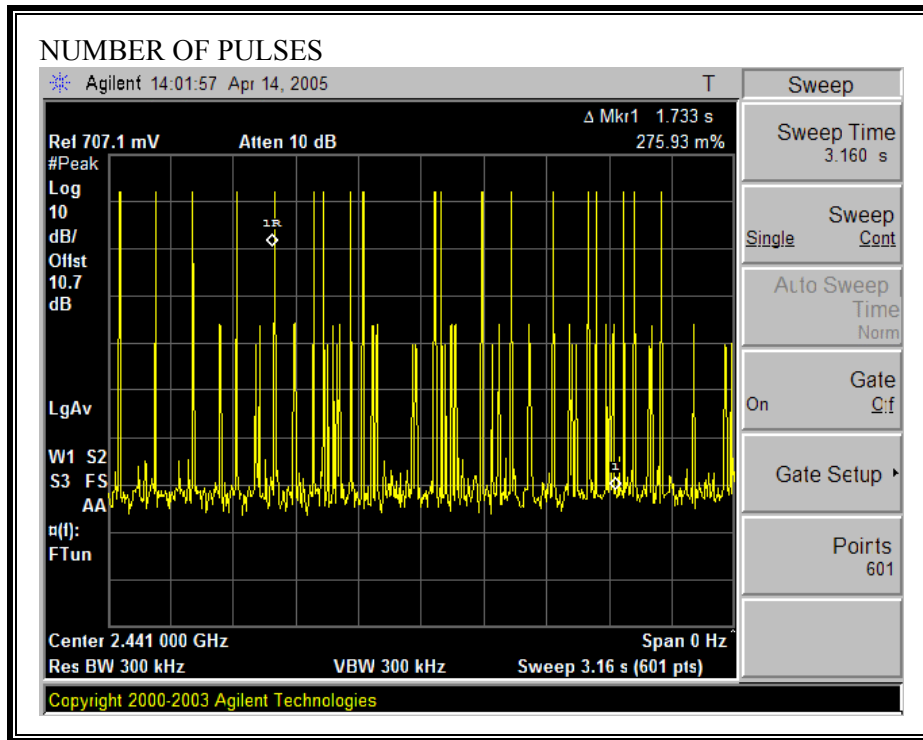 NUMBER OF PULSES
Agilent 14:01:57 Apr 14, 2005 T
Sweep
Δ Mkr1 1.733 s
Ref 707.1 mV Atten 10 dB 275.93 m%
#Peak
Log
10
dB/
Offst
10.7
dB
1R
LgAv
1
W1 S2
S3 FS
AA
¤(f):
FTun
Center 2.441 000 GHz Span 0 Hz^
Res BW 300 kHz VBW 300 kHz Sweep 3.16 s (601 pts)
Copyright 2000-2003 Agilent Technologies
Sweep Time
3.160 s
Sweep
Single Cont
Auto Sweep
Time
Norm
Gate
On Off
Gate Setup
Points
601